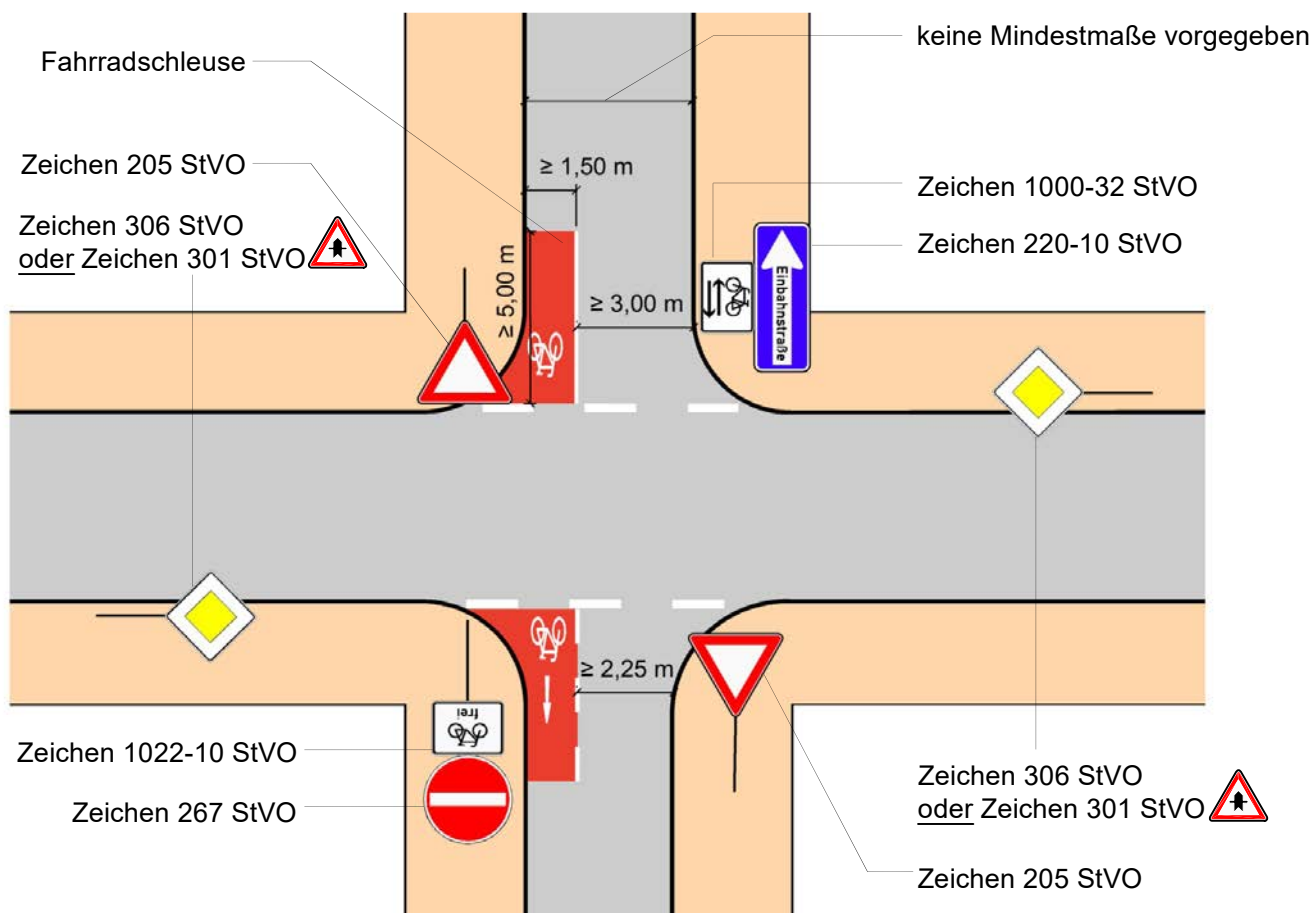 keine Mindestmaße vorgegeben
Fahrradschleuse
Zeichen 205 StVO
≥ 1,50 m
Zeichen 1000-32 StVO
Zeichen 306 StVO
oder Zeichen 301 StVO
Zeichen 220-10 StVO
Einbahnstraße
≥ 5,00 m
≥ 3,00 m
≥ 2,25 m
frei
Zeichen 1022-10 StVO
Zeichen 267 StVO
Zeichen 306 StVO
oder Zeichen 301 StVO
Zeichen 205 StVO